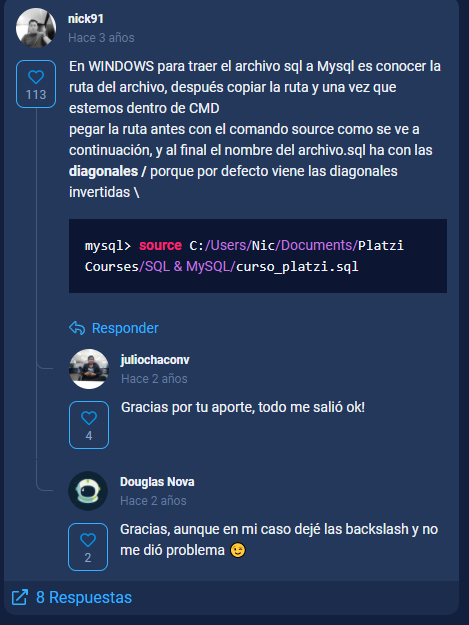 nick91
Hace 3 años
113
En WINDOWS para traer el archivo sql a Mysql es conocer la
ruta del archivo, después copiar la ruta y una vez que
estemos dentro de CMD
pegar la ruta antes con el comando source como se ve a
continuación, y al final el nombre del archivo.sql ha con las
diagonales / porque por defecto viene las diagonales
invertidas \
mysql> source C:/Users/Nic/Documents/Platzi
Courses/SQL & MySQL/curso_platzi.sql
Responder
juliochaconv
Hace 2 años
4
Gracias por tu aporte, todo me salió ok!
Douglas Nova
Hace 2 años
2
Gracias, aunque en mi caso dejé las backslash y no
me dió problema 😉
8 Respuestas